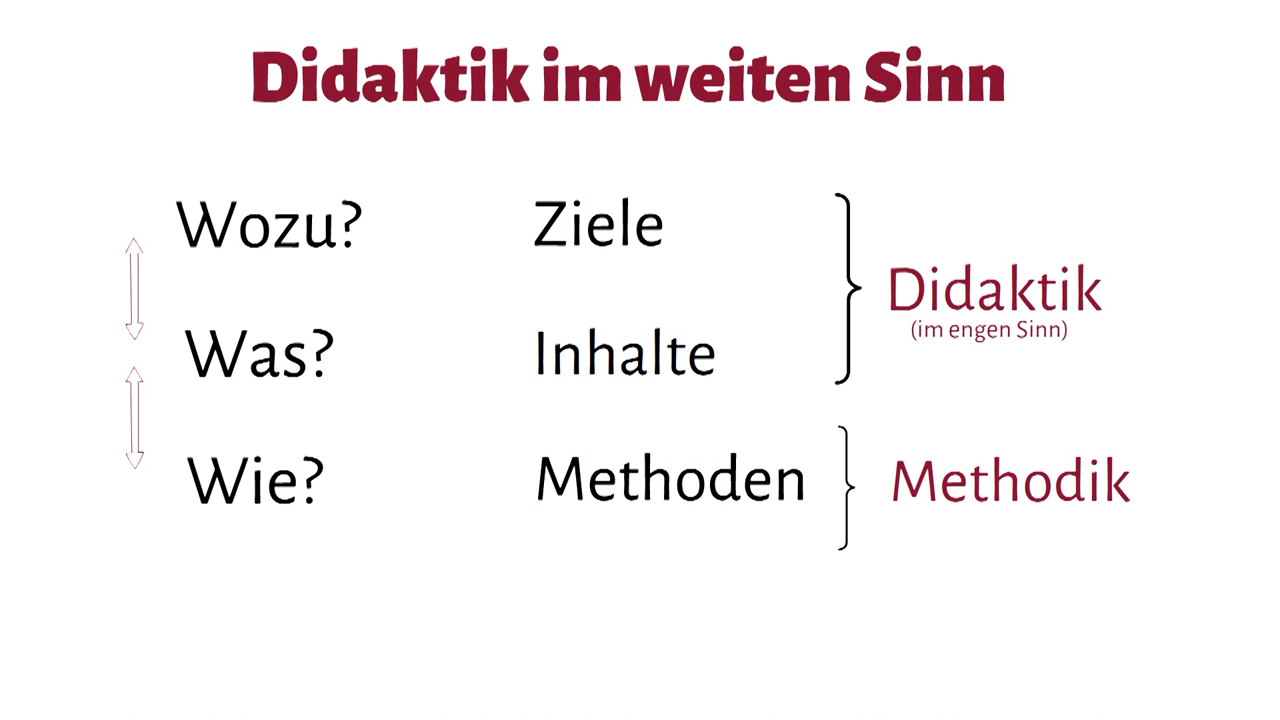 Didaktik im weiten Sinn
Wozu? Ziele
Didaktik
(im engen Sinn)
Was? Inhalte
Wie? Methoden Methodik